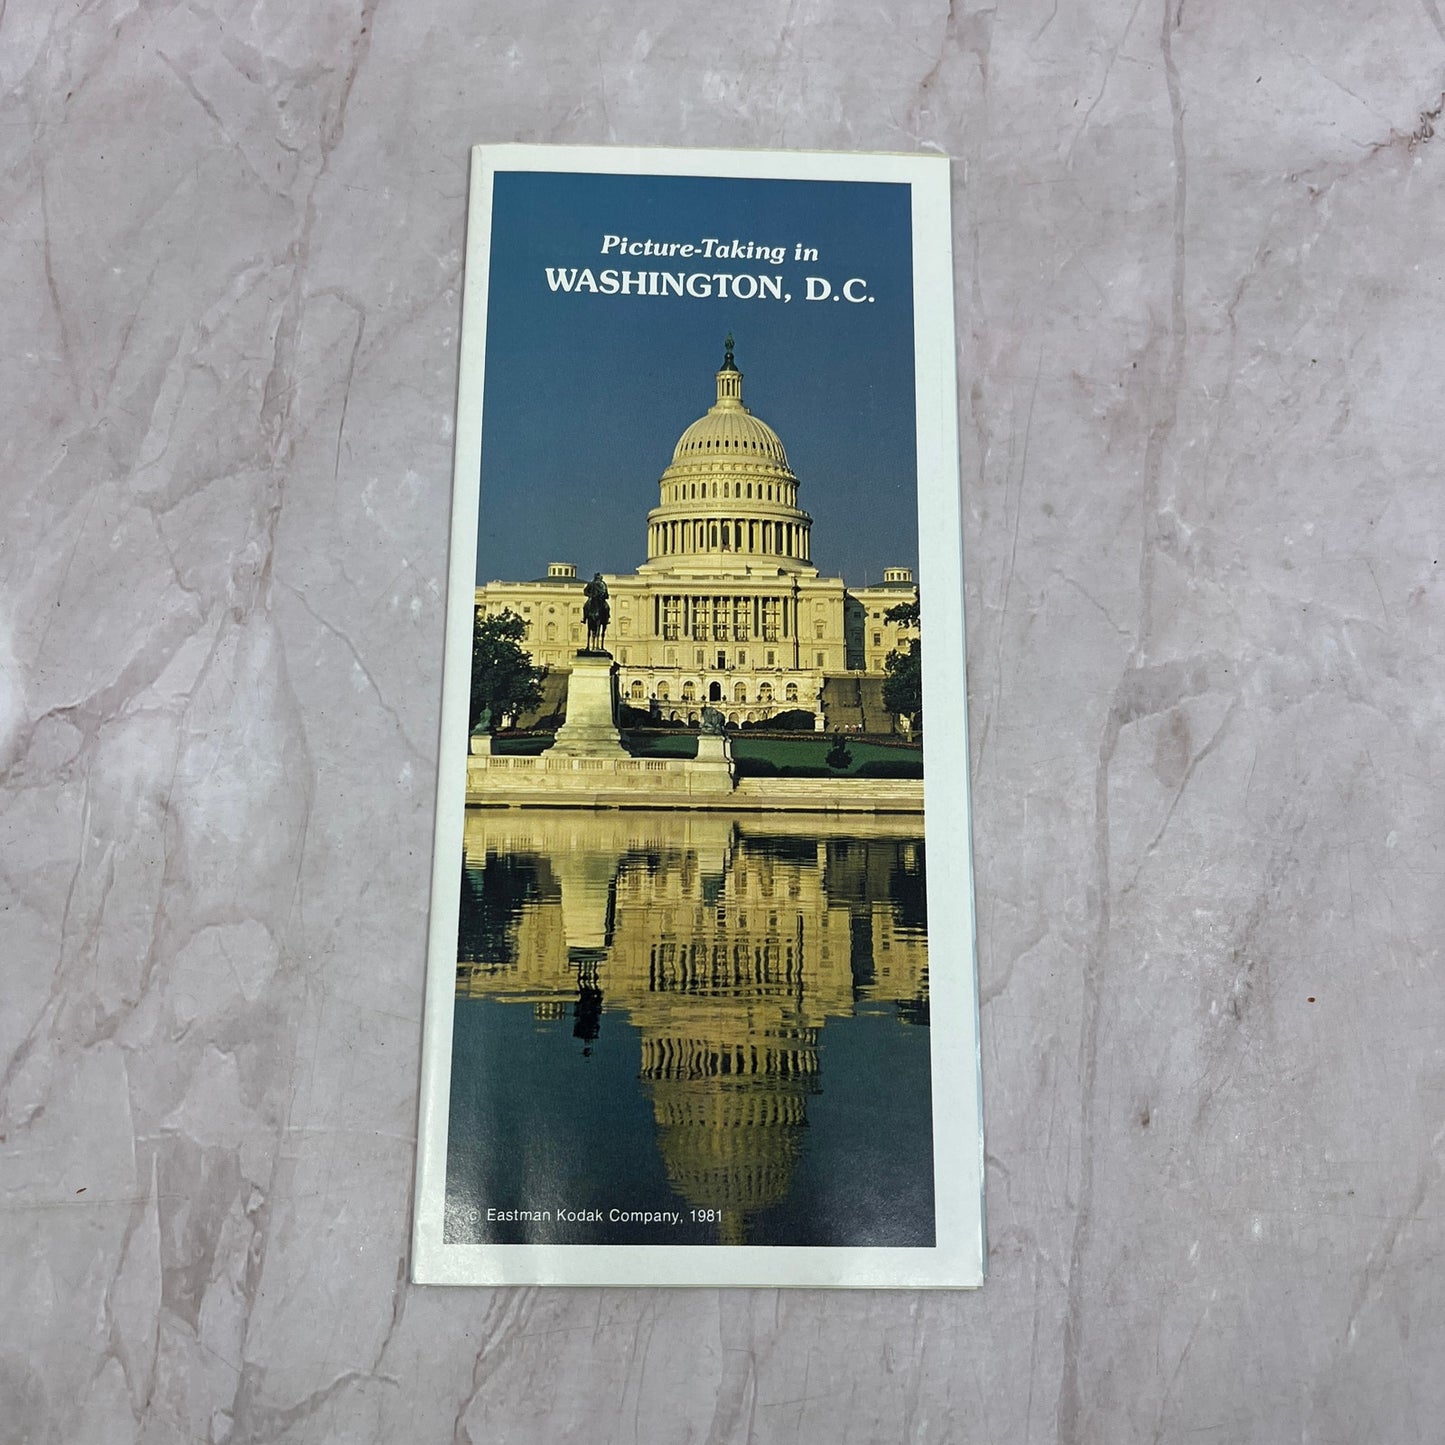 Picture-Taking in
WASHINGTON, D.C.
© Eastman Kodak Company, 1981